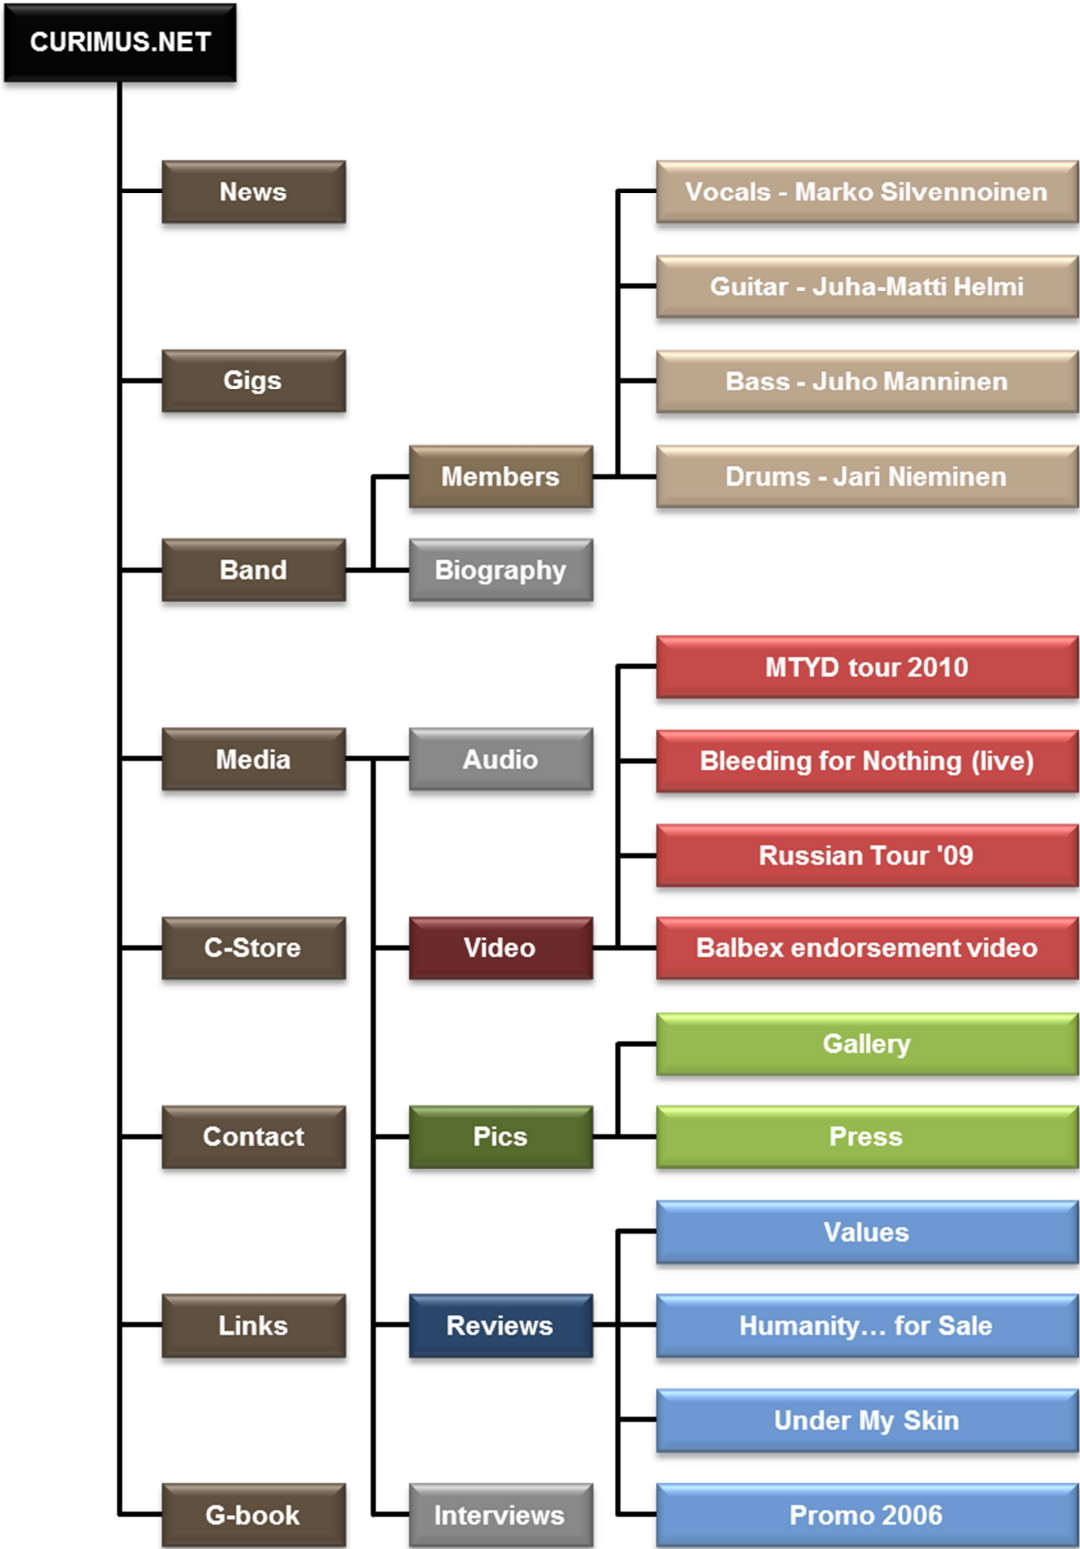 CURIMUS.NET
News
Vocals - Marko Silvennoinen
Guitar - Juha-Matti Helmi
Gigs
Bass - Juho Manninen
Members
Drums - Jari Nieminen
Band
Biography
MTYD tour 2010
Media
Audio
Bleeding for Nothing (live)
Russian Tour '09
C-Store
Video
Balbex endorsement video
Gallery
Contact
Pics
Press
Values
Links
Reviews
Humanity... for Sale
Under My Skin
G-book
Interviews
Promo 2006